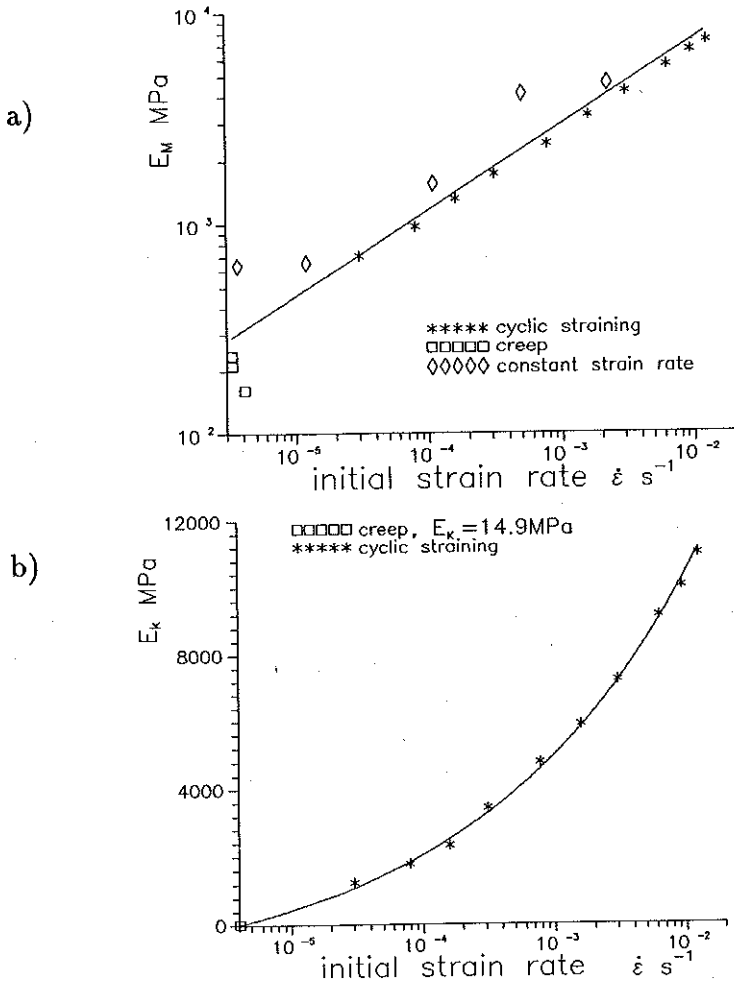 a)
E_M MPa
10⁴
10³
10²
***** cyclic straining
□□□□□ creep
◇◇◇◇◇ constant strain rate
10⁻⁵ 10⁻⁴ 10⁻³ 10⁻²
initial strain rate ε̇ s⁻¹
b)
E_K MPa
12000
8000
4000
0
□□□□□ creep, E_K=14.9MPa
***** cyclic straining
10⁻⁵ 10⁻⁴ 10⁻³ 10⁻²
initial strain rate ε̇ s⁻¹